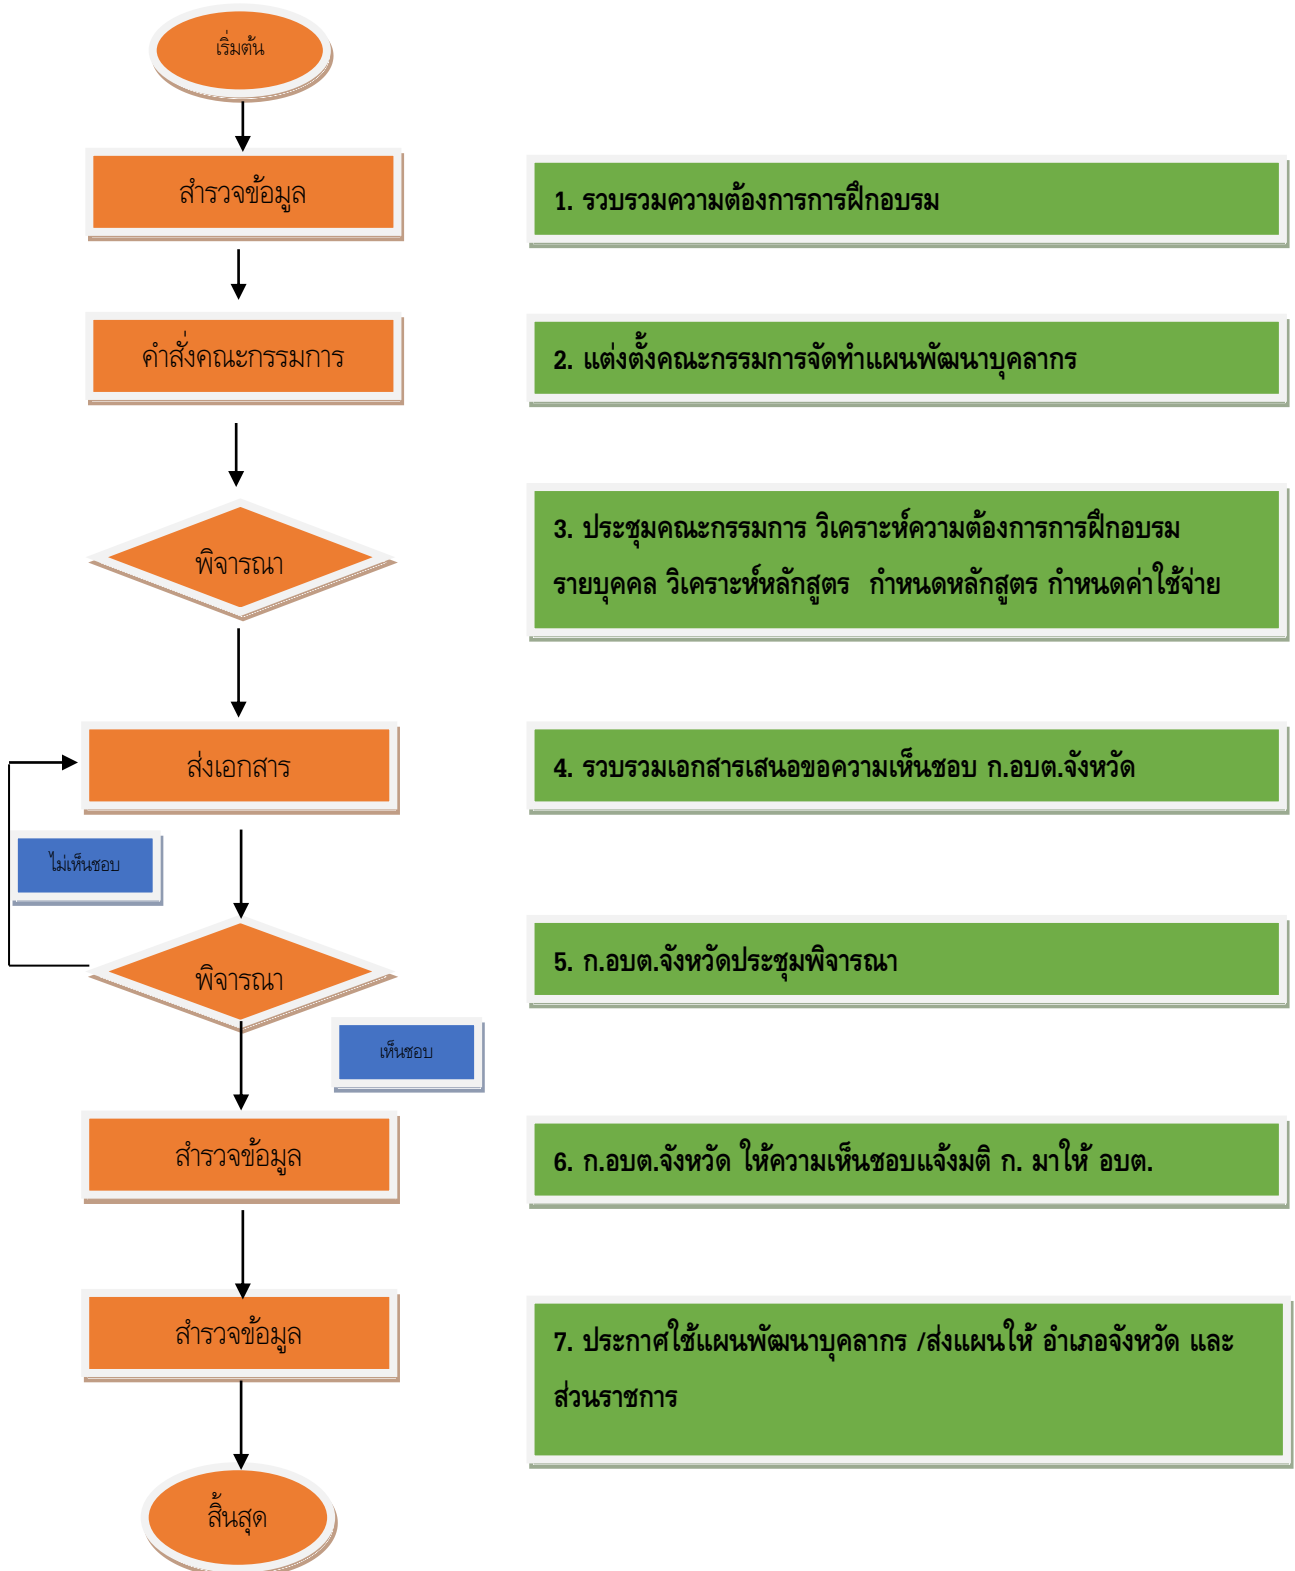 เริ่มต้น
สำรวจข้อมูล
1. รวบรวมความต้องการการฝึกอบรม
คำสั่งคณะกรรมการ
2. แต่งตั้งคณะกรรมการจัดทำแผนพัฒนาบุคลากร
พิจารณา
3. ประชุมคณะกรรมการ วิเคราะห์ความต้องการการฝึกอบรม
รายบุคคล วิเคราะห์หลักสูตร กำหนดหลักสูตร กำหนดค่าใช้จ่าย
ส่งเอกสาร
4. รวบรวมเอกสารเสนอขอความเห็นชอบ ก.อบต.จังหวัด
ไม่เห็นชอบ
พิจารณา
5. ก.อบต.จังหวัดประชุมพิจารณา
เห็นชอบ
สำรวจข้อมูล
6. ก.อบต.จังหวัด ให้ความเห็นชอบแจ้งมติ ก. มาให้ อบต.
สำรวจข้อมูล
7. ประกาศใช้แผนพัฒนาบุคลากร /ส่งแผนให้ อำเภอจังหวัด และ
ส่วนราชการ
สิ้นสุด